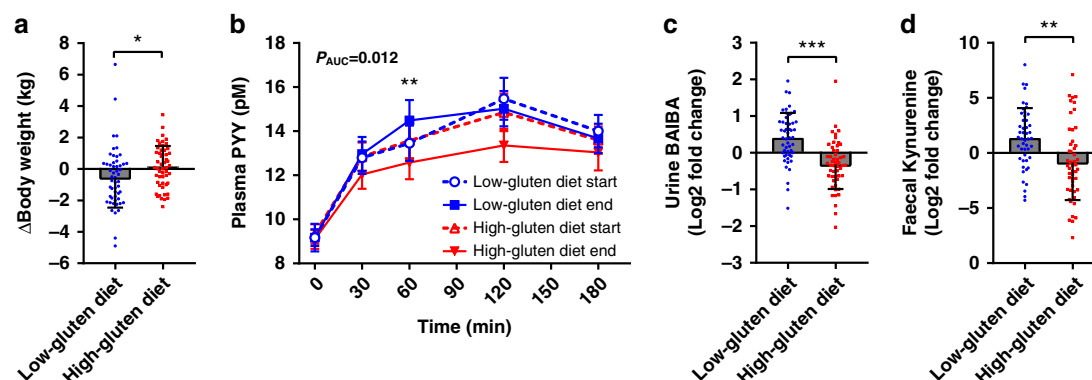 a
*
8
6
4
2
0
–2
–4
–6
ΔBody weight (kg)
Low-gluten diet
High-gluten diet
b
P_AUC=0.012
**
18
16
14
12
10
8
Plasma PYY (pM)
Low-gluten diet start
Low-gluten diet end
High-gluten diet start
High-gluten diet end
0
30
60
90
120
150
180
Time (min)
c
***
3
2
1
0
–1
–2
–3
Urine BAIBA
(Log2 fold change)
Low-gluten diet
High-gluten diet
d
**
10
5
0
–5
10
Faecal Kynurenine
(Log2 fold change)
Low-gluten diet
High-gluten diet